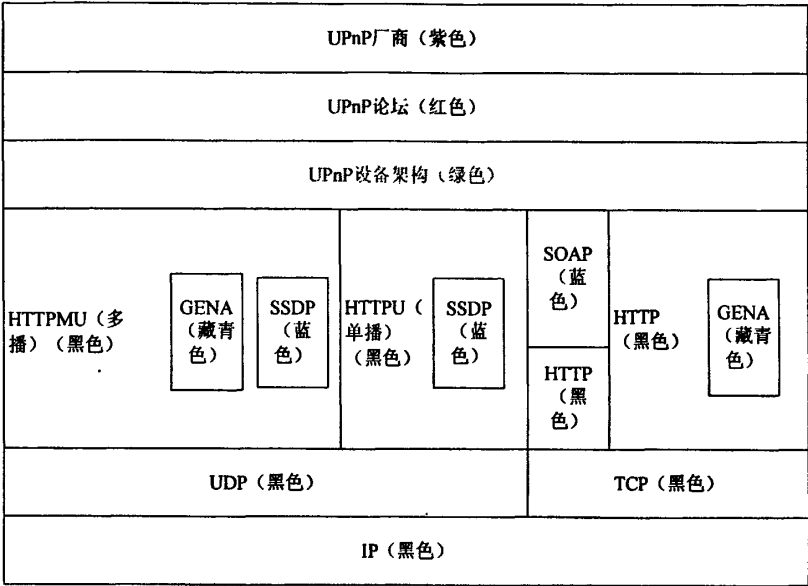 UPnP厂商（紫色）
UPnP论坛（红色）
UPnP设备架构（绿色）
HTTPMU（多
播）（黑色）
GENA
（藏青
色）
SSDP
（蓝
色）
HTTPU（
单播）
（黑色）
SSDP
（蓝
色）
SOAP
（蓝
色）
HTTP
（黑
色）
HTTP
（黑色）
GENA
（藏青
色）
UDP（黑色）
TCP（黑色）
IP（黑色）